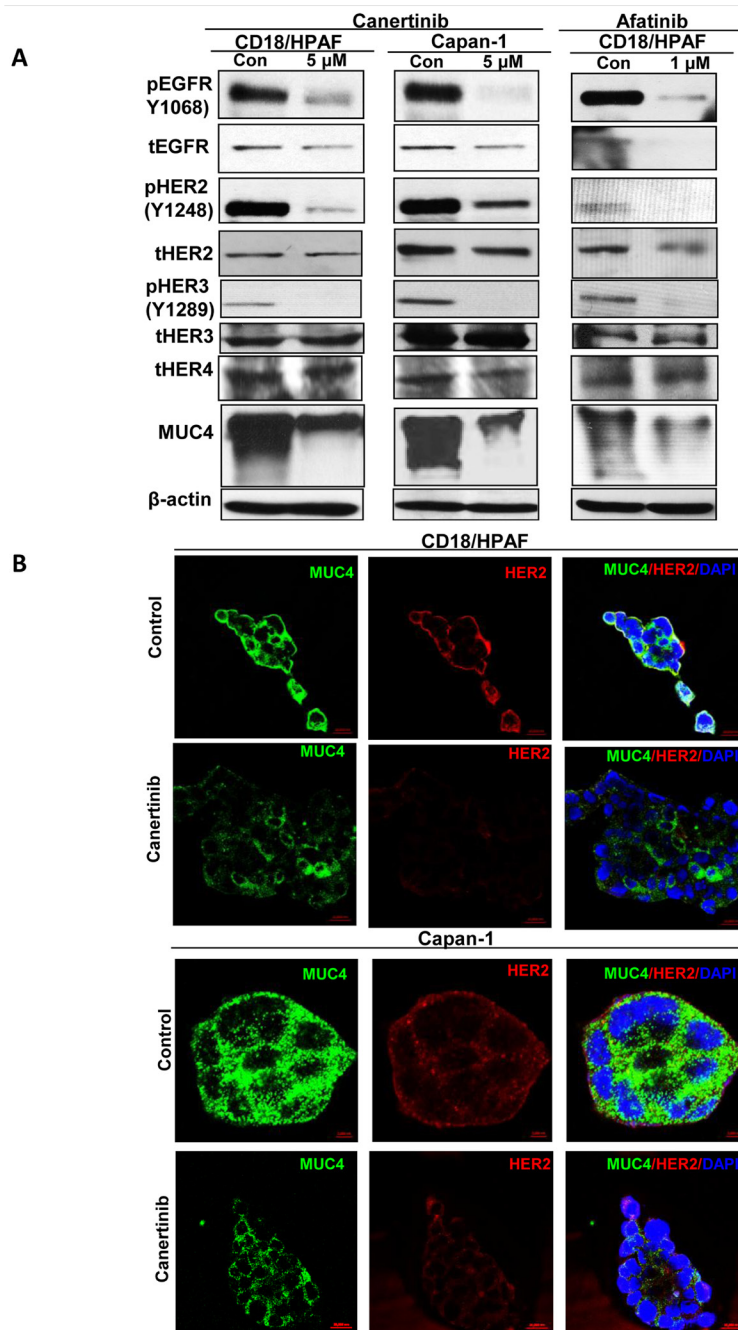 A
Canertinib
Afatinib
CD18/HPAF
Capan-1
CD18/HPAF
Con 5 µM
Con 5 µM
Con 1 µM
pEGFR
Y1068)
tEGFR
pHER2
(Y1248)
tHER2
pHER3
(Y1289)
tHER3
tHER4
MUC4
β-actin
B
CD18/HPAF
Control
MUC4
HER2
MUC4/HER2/DAPI
Canertinib
MUC4
HER2
MUC4/HER2/DAPI
Capan-1
Control
MUC4
HER2
MUC4/HER2/DAPI
Canertinib
MUC4
HER2
MUC4/HER2/DAPI